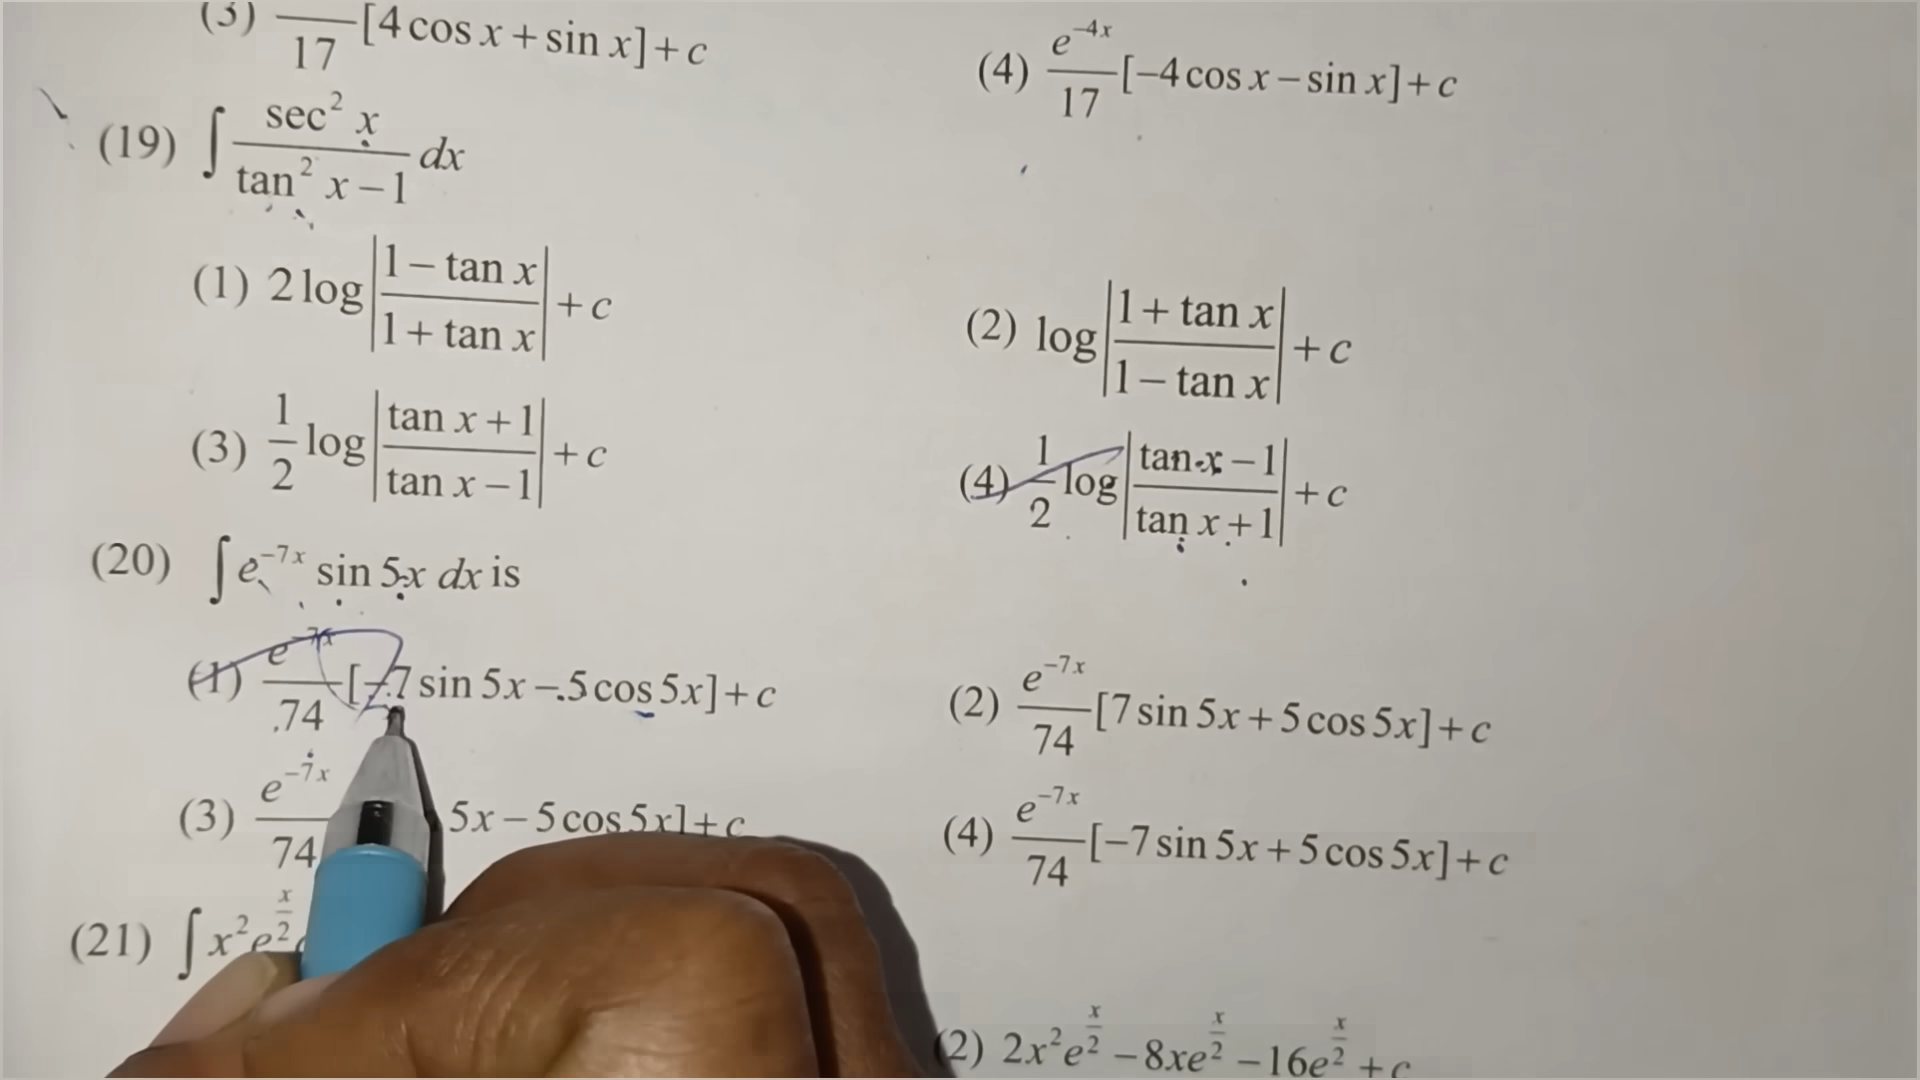 (3) ──/17 [4 cos x + sin x] + c
(4) e^{-4x}/17 [-4 cos x - sin x] + c
(19) ∫ sec² x / (tan² x - 1) dx
(1) 2 log |(1 - tan x)/(1 + tan x)| + c
(2) log |(1 + tan x)/(1 - tan x)| + c
(3) 1/2 log |(tan x + 1)/(tan x - 1)| + c
(4) 1/2 log |(tan x - 1)/(tan x + 1)| + c
(20) ∫ e^{-7x} sin 5x dx is
(1) e^{-7x}/74 [-7 sin 5x - 5 cos 5x] + c
(2) e^{-7x}/74 [7 sin 5x + 5 cos 5x] + c
(3) e^{-7x}/74 5x - 5 cos 5x] + c
(4) e^{-7x}/74 [-7 sin 5x + 5 cos 5x] + c
(21) ∫ x² e^{x/2}
(2) 2x² e^{x/2} - 8x e^{x/2} - 16 e^{x/2} + c